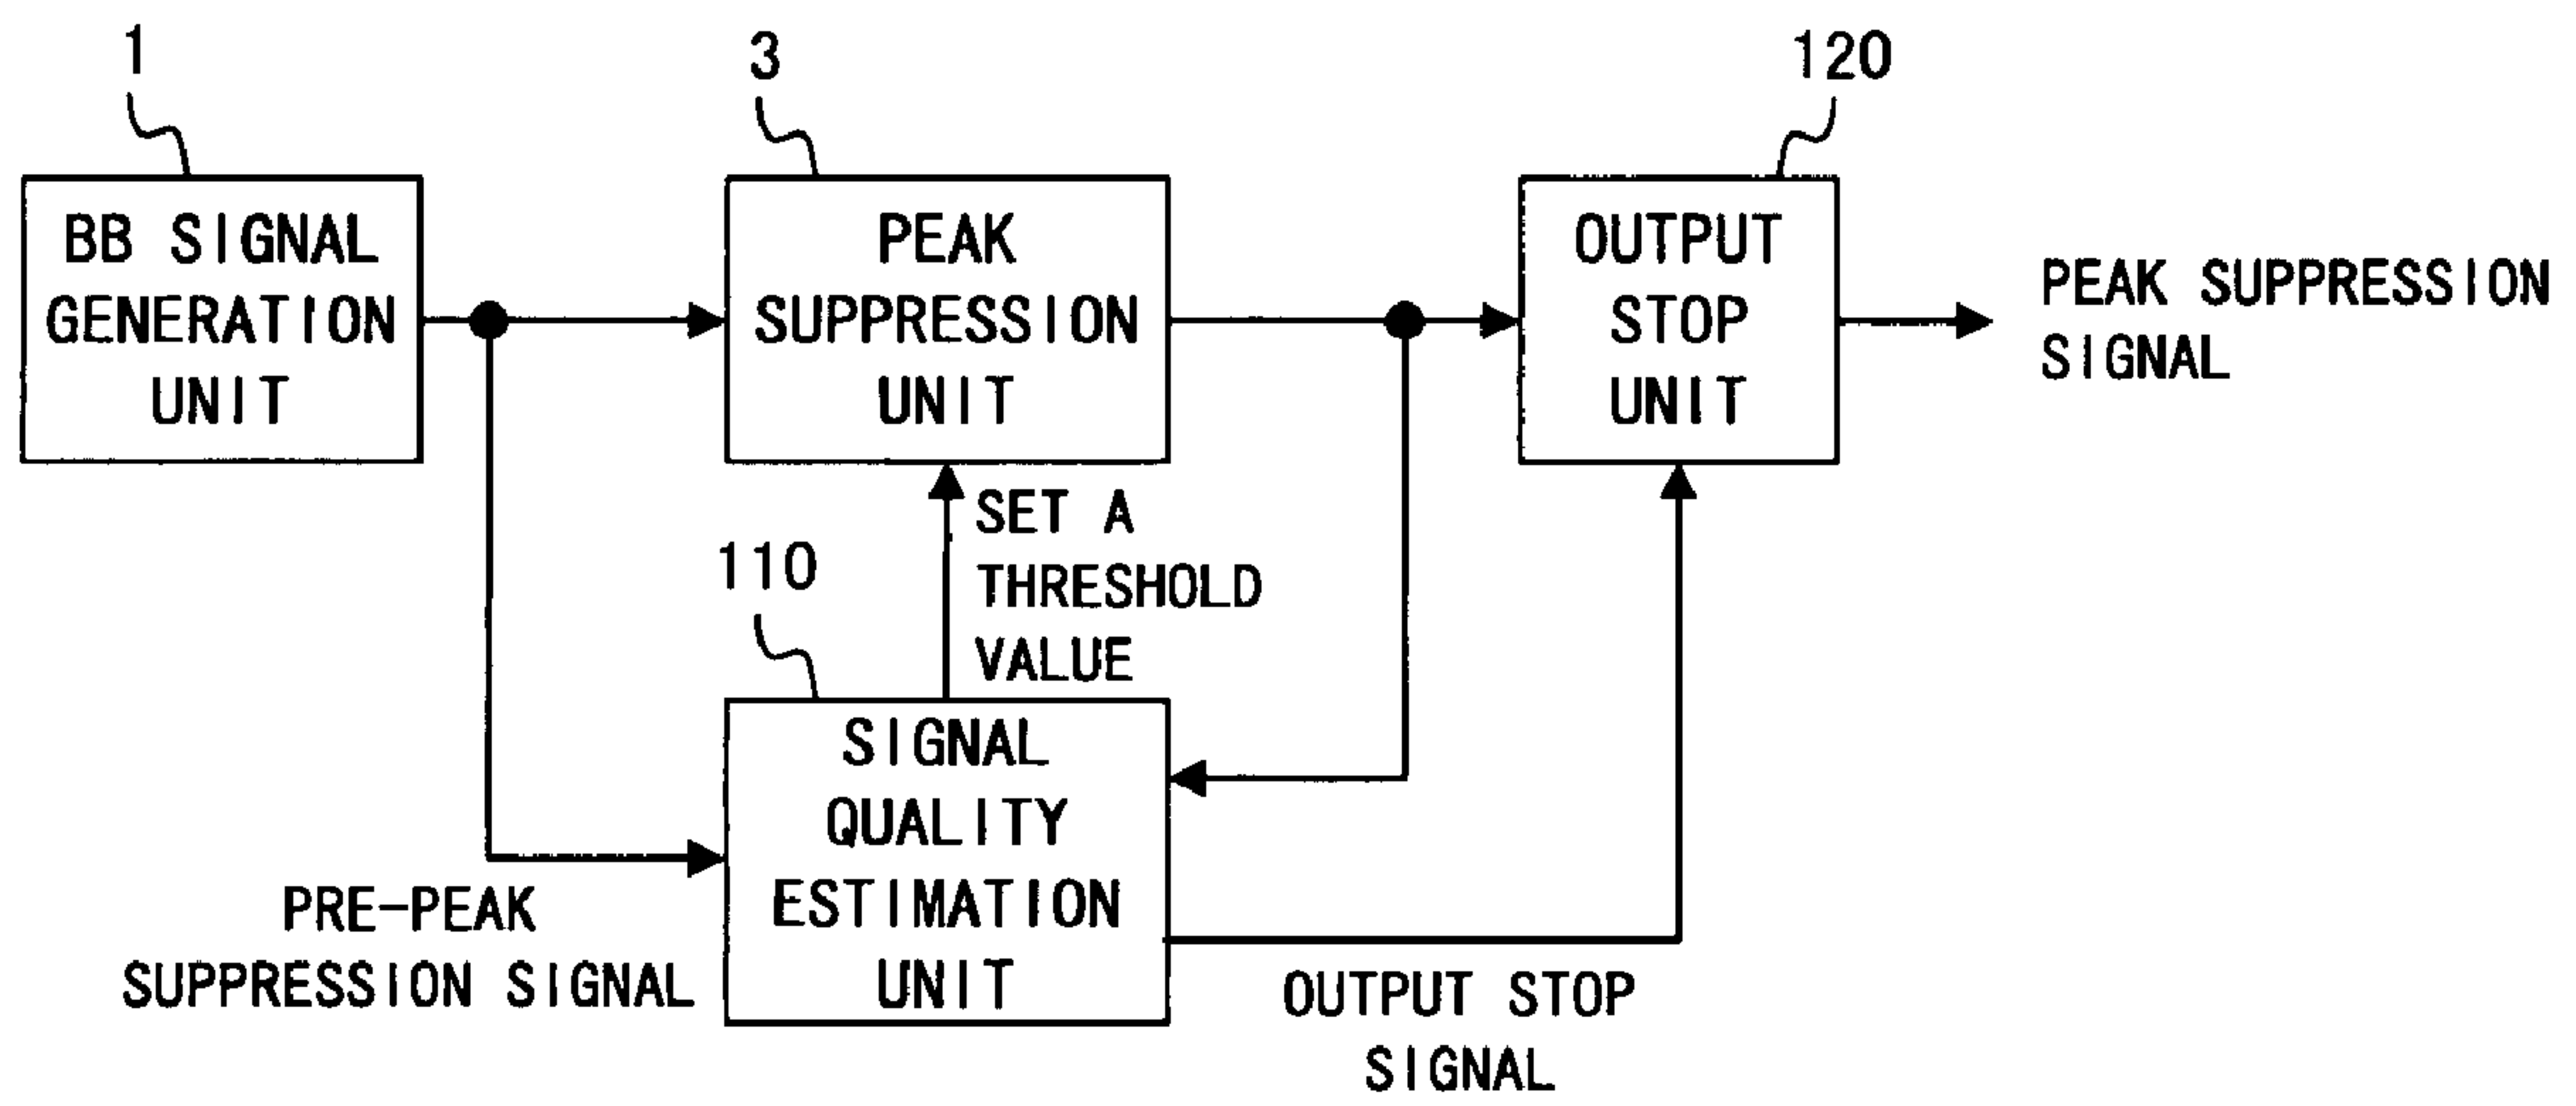 1
3
120
BB SIGNAL
GENERATION
UNIT
PEAK
SUPPRESSION
UNIT
OUTPUT
STOP
UNIT
PEAK SUPPRESSION
SIGNAL
SET A
THRESHOLD
VALUE
110
SIGNAL
QUALITY
ESTIMATION
UNIT
PRE-PEAK
SUPPRESSION SIGNAL
OUTPUT STOP
SIGNAL